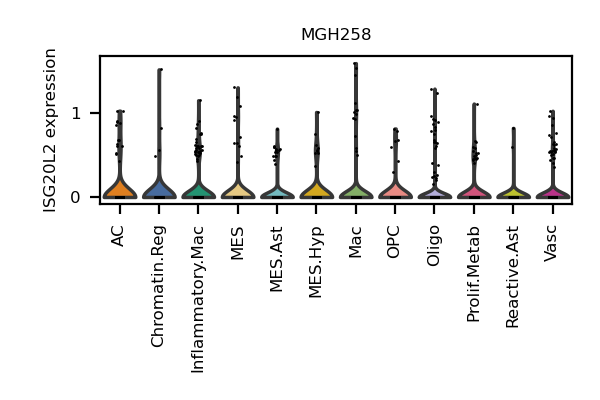 MGH258
ISG20L2 expression
1
0
AC
Chromatin.Reg
Inflammatory.Mac
MES
MES.Ast
MES.Hyp
Mac
OPC
Oligo
Prolif.Metab
Reactive.Ast
Vasc